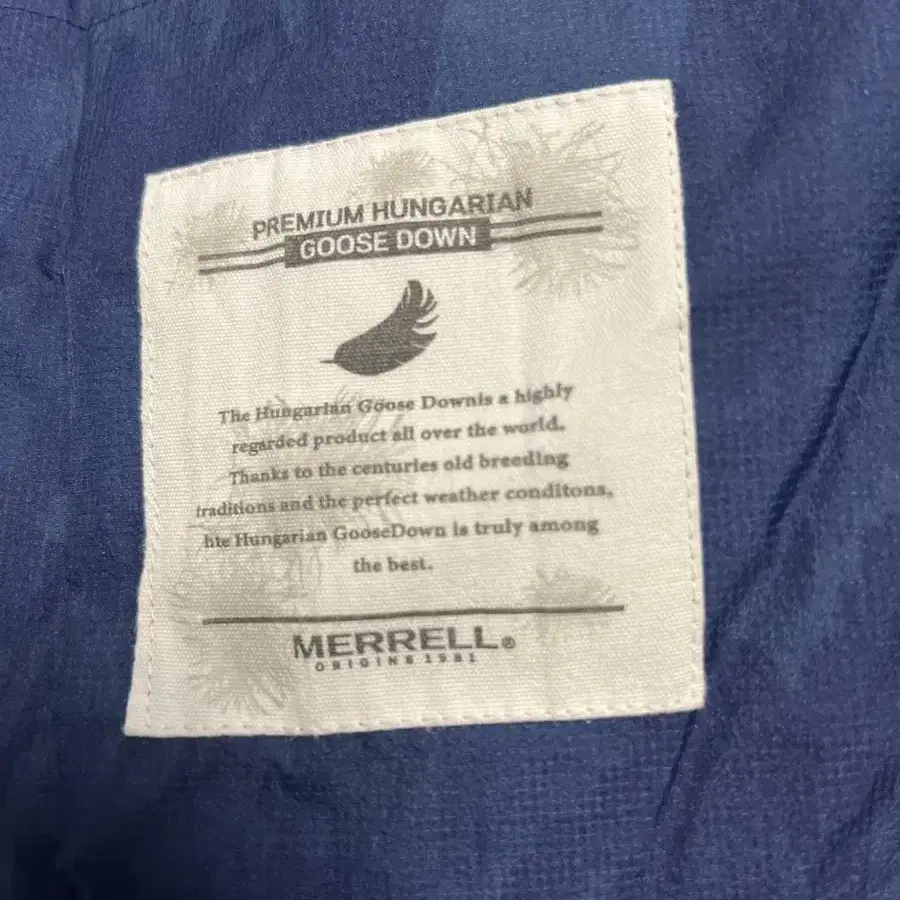 PREMIUM HUNGARIAN
GOOSE DOWN
The Hungarian Goose Downis a highly
regarded product all over the world.
Thanks to the centuries old breeding
traditions and the perfect weather conditons,
hte Hungarian GooseDown is truly among
the best.
MERRELL®
ORIGINS 1981